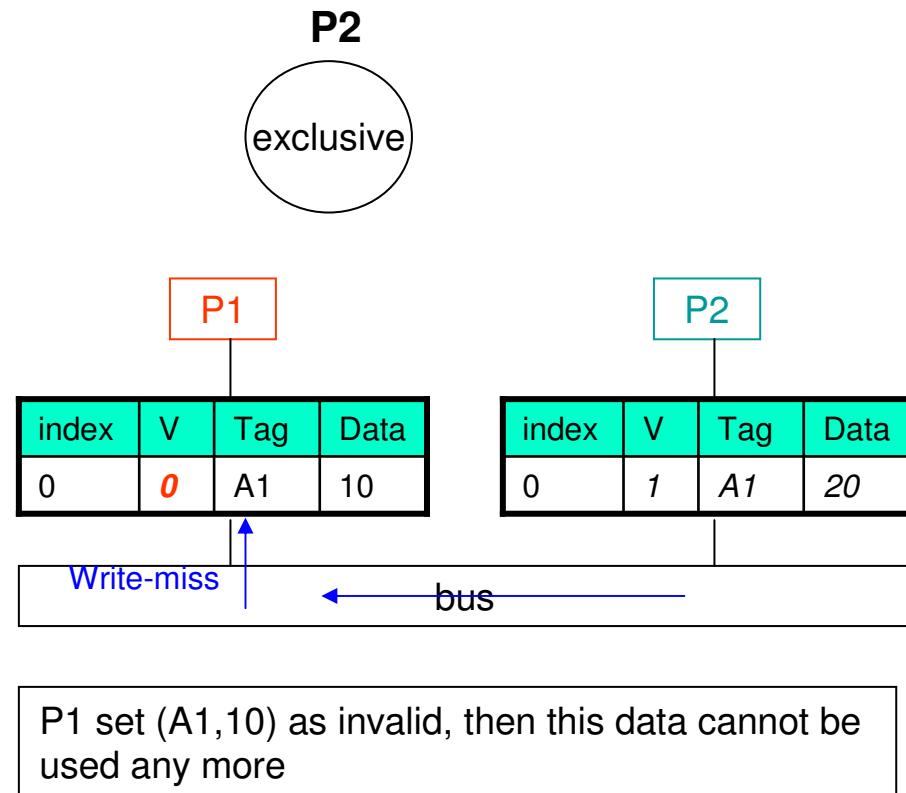 P2
exclusive
P1
P2
index V Tag Data
0 0 A1 10
index V Tag Data
0 1 A1 20
Write-miss
bus
P1 set (A1,10) as invalid, then this data cannot be
used any more